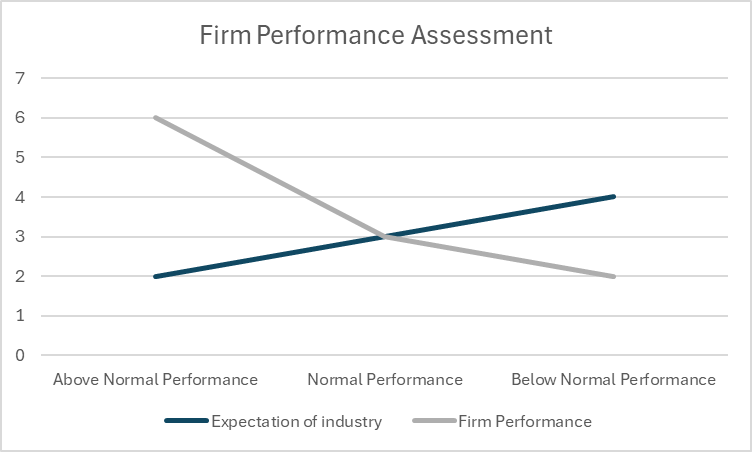 Firm Performance Assessment
7
6
5
4
3
2
1
0
Above Normal Performance Normal Performance Below Normal Performance
Expectation of industry Firm Performance